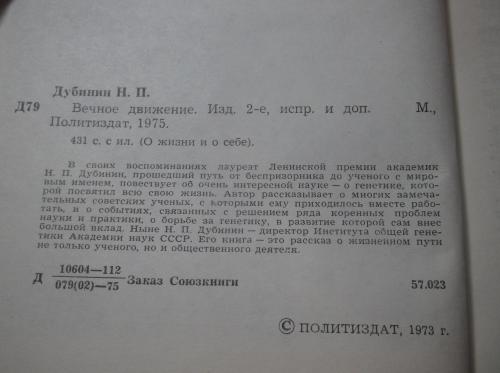 Дубинин Н. П.
Д79 Вечное движение. Изд. 2-е, испр. и доп. М.,
Политиздат, 1975.
431 с. с ил. (О жизни и о себе).
В своих воспоминаниях лауреат Ленинской премии академик
Н. П. Дубинин, прошедший путь от беспризорника до ученого с миро-
вым именем, повествует об очень интересной науке — о генетике, ко-
торой посвятил всю свою жизнь. Автор рассказывает о многих замеча-
тельных советских ученых, с которыми ему приходилось вместе рабо-
тать, и о событиях, связанных с решением ряда коренных проблем
науки и практики, о борьбе за генетику, в развитие которой сам внес
большой вклад. Ныне Н. П. Дубинин — директор Института общей гене-
тики Академии наук СССР. Его книга — это рассказ о жизненном пути
не только ученого, но и общественного деятеля.
10604—112
Д 079(02)—75 Заказ Союзкниги 57.023
© ПОЛИТИЗДАТ, 1973 г.